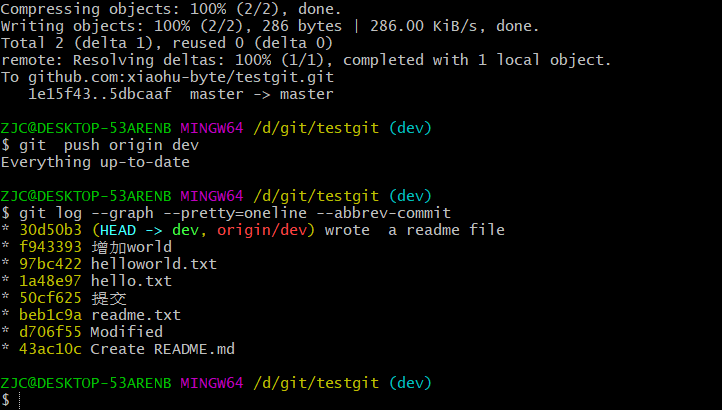 Compressing objects: 100% (2/2), done.
Writing objects: 100% (2/2), 286 bytes | 286.00 KiB/s, done.
Total 2 (delta 1), reused 0 (delta 0)
remote: Resolving deltas: 100% (1/1), completed with 1 local object.
To github.com:xiaohu-byte/testgit.git
   1e15f43..5dbcaaf  master -> master
ZJC@DESKTOP-53ARENB MINGW64 /d/git/testgit (dev)
$ git  push origin dev
Everything up-to-date
ZJC@DESKTOP-53ARENB MINGW64 /d/git/testgit (dev)
$ git log --graph --pretty=oneline --abbrev-commit
* 30d50b3 (HEAD -> dev, origin/dev) wrote  a readme file
* f943393 增加world
* 97bc422 helloworld.txt
* 1a48e97 hello.txt
* 50cf625 提交
* beb1c9a readme.txt
* d706f55 Modified
* 43ac10c Create README.md
ZJC@DESKTOP-53ARENB MINGW64 /d/git/testgit (dev)
$